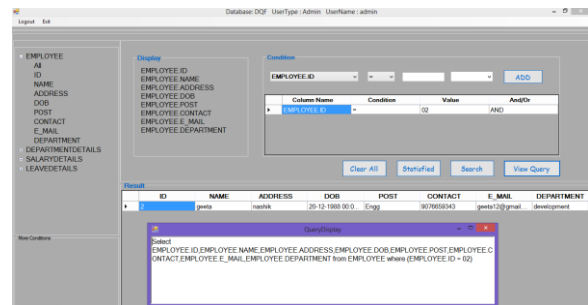 Database: DQF UserType : Admin UserName : admin
Logout Exit
EMPLOYEE
All
ID
NAME
ADDRESS
DOB
POST
CONTACT
E_MAIL
DEPARTMENT
DEPARTMENTDETAILS
SALARYDETAILS
LEAVEDETAILS
More Conditions
Display
EMPLOYEE.ID
EMPLOYEE.NAME
EMPLOYEE.ADDRESS
EMPLOYEE.DOB
EMPLOYEE.POST
EMPLOYEE.CONTACT
EMPLOYEE.E_MAIL
EMPLOYEE.DEPARTMENT
Condition
EMPLOYEE.ID = ADD
Column Name Condition Value And/Or
EMPLOYEE.ID = 02 AND
Clear All Statisfied Search View Query
Result
ID NAME ADDRESS DOB POST CONTACT E_MAIL DEPARTMENT
2 geeta nashik 20-12-1988 00:0... Engg 9076659343 geeta12@gmail... development
QueryDisplay
Select
EMPLOYEE.ID,EMPLOYEE.NAME,EMPLOYEE.ADDRESS,EMPLOYEE.DOB,EMPLOYEE.POST,EMPLOYEE.C
ONTACT,EMPLOYEE.E_MAIL,EMPLOYEE.DEPARTMENT from EMPLOYEE where (EMPLOYEE.ID = 02)